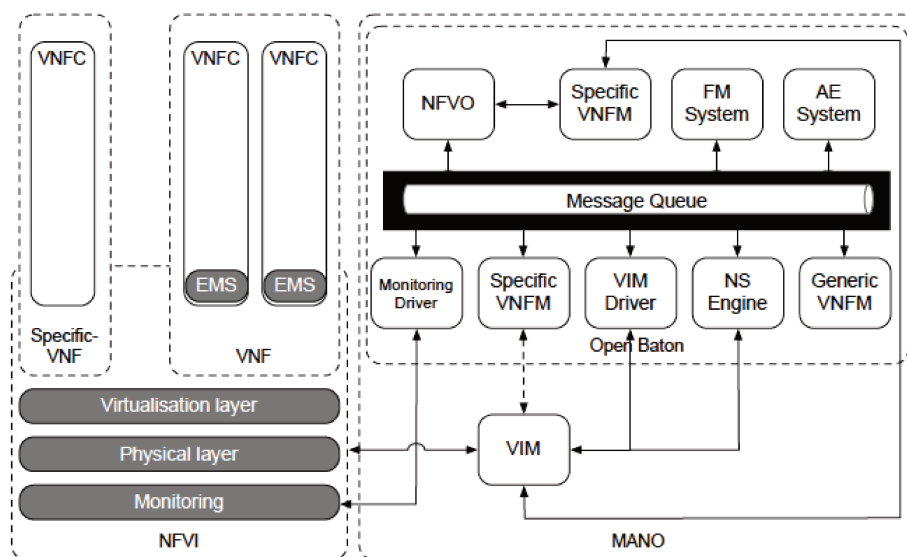 VNFC
VNFC
VNFC
EMS
EMS
Specific-
VNF
VNF
Virtualisation layer
Physical layer
Monitoring
NFVI
NFVO
Specific
VNFM
FM
System
AE
System
Message Queue
Monitoring
Driver
Specific
VNFM
VIM
Driver
NS
Engine
Generic
VNFM
Open Baton
VIM
MANO